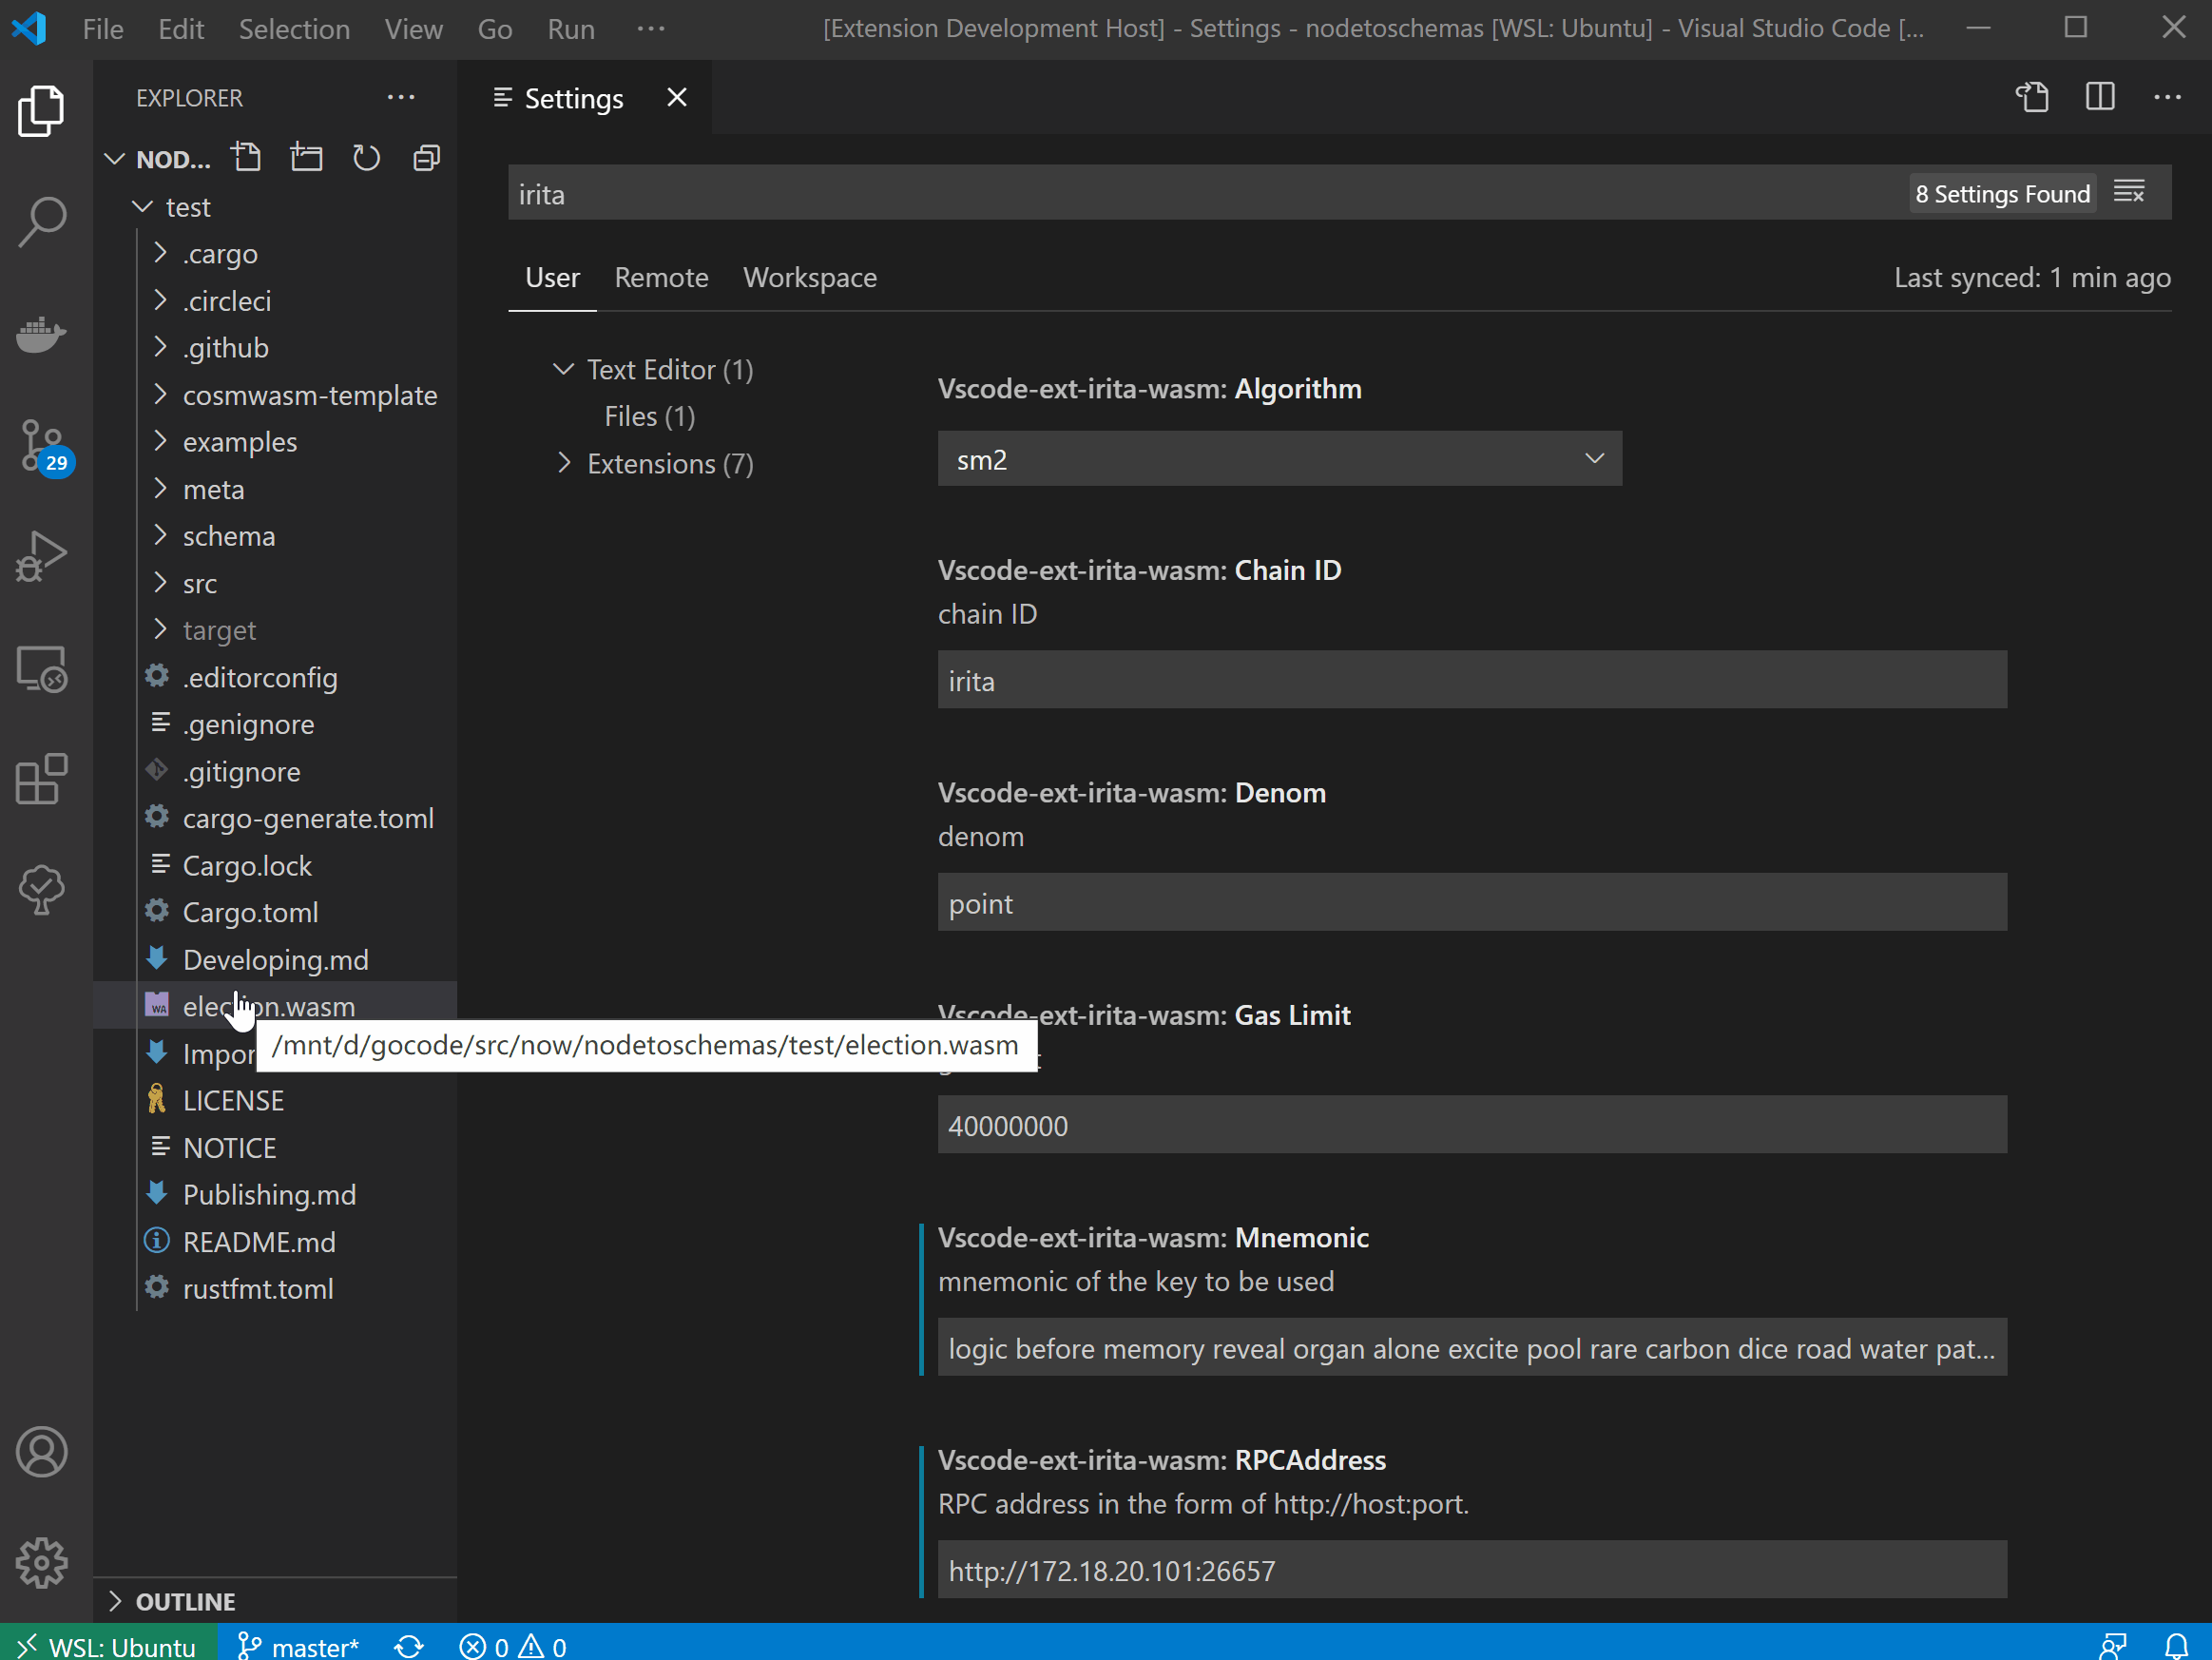 File Edit Selection View Go Run ···
[Extension Development Host] - Settings - nodetoschemas [WSL: Ubuntu] - Visual Studio Code [...
EXPLORER
NOD...
test
.cargo
.circleci
.github
cosmwasm-template
examples
meta
schema
src
target
.editorconfig
.genignore
.gitignore
cargo-generate.toml
Cargo.lock
Cargo.toml
Developing.md
election.wasm
/mnt/d/gocode/src/now/nodetoschemas/test/election.wasm
LICENSE
NOTICE
Publishing.md
README.md
rustfmt.toml
OUTLINE
29
Settings
irita
8 Settings Found
User Remote Workspace
Last synced: 1 min ago
Text Editor (1)
Files (1)
Extensions (7)
Vscode-ext-irita-wasm: Algorithm
sm2
Vscode-ext-irita-wasm: Chain ID
chain ID
irita
Vscode-ext-irita-wasm: Denom
denom
point
Vscode-ext-irita-wasm: Gas Limit
40000000
Vscode-ext-irita-wasm: Mnemonic
mnemonic of the key to be used
logic before memory reveal organ alone excite pool rare carbon dice road water pat...
Vscode-ext-irita-wasm: RPCAddress
RPC address in the form of http://host:port.
http://172.18.20.101:26657
WSL: Ubuntu master* 0 0